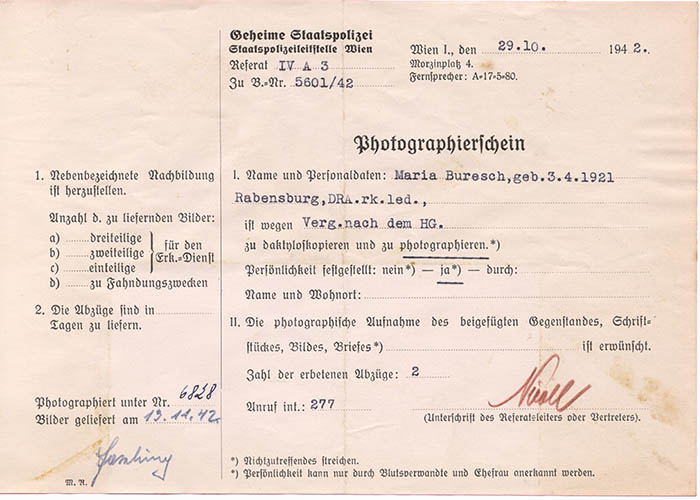 Geheime Staatspolizei
Staatspolizeileitstelle Wien
Referat IV A 3
Zu B.-Nr. 5601/42
Wien I., den 29.10. 1942.
Morzinplatz 4.
Fernsprecher: A-17-5-80.
Photographierschein
1. Nebenbezeichnete Nachbildung
ist herzustellen.
Anzahl d. zu liefernden Bilder:
a) ........ dreiteilige
b) ........ zweiteilige
c) ........ einteilige
für den
Erk.-Dienst
d) ........ zu Fahndungszwecken
2. Die Abzüge sind in
Tagen zu liefern.
Photographiert unter Nr. 6828
Bilder geliefert am 13.11.42.
M. R.
I. Name und Personaldaten: Maria Buresch,geb.3.4.1921
Rabensburg,DRA.rk.led.,
ist wegen Verg.nach dem HG.
zu daktyloskopieren und zu photographieren.*)
Persönlichkeit festgestellt: nein*) — ja*) — durch:
Name und Wohnort:
II. Die photographische Aufnahme des beigefügten Gegenstandes, Schrift-
stückes, Bildes, Briefes*) ist erwünscht.
Zahl der erbetenen Abzüge: 2
Anruf int.: 277
(Unterschrift des Referatsleiters oder Vertreters).
*) Nichtzutreffendes streichen.
*) Persönlichkeit kann nur durch Blutsverwandte und Ehefrau anerkannt werden.